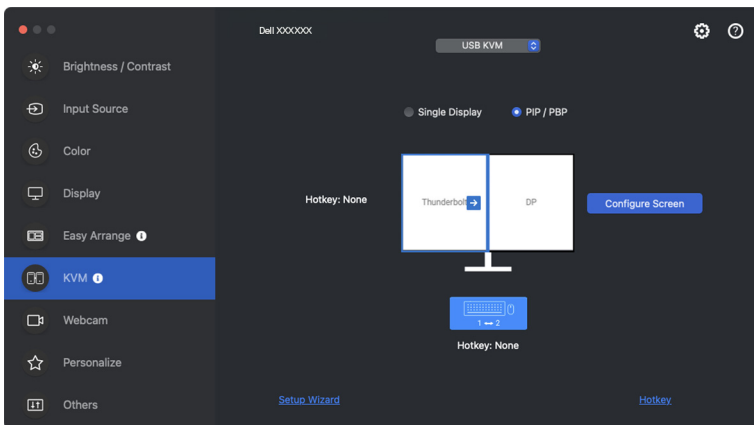 Dell XXXXXX
USB KVM
Brightness / Contrast
Input Source
Color
Display
Easy Arrange
KVM
Webcam
Personalize
Others
Single Display
PIP / PBP
Hotkey: None
Thunderbolt
DP
Configure Screen
1 ↔ 2
Hotkey: None
Setup Wizard
Hotkey